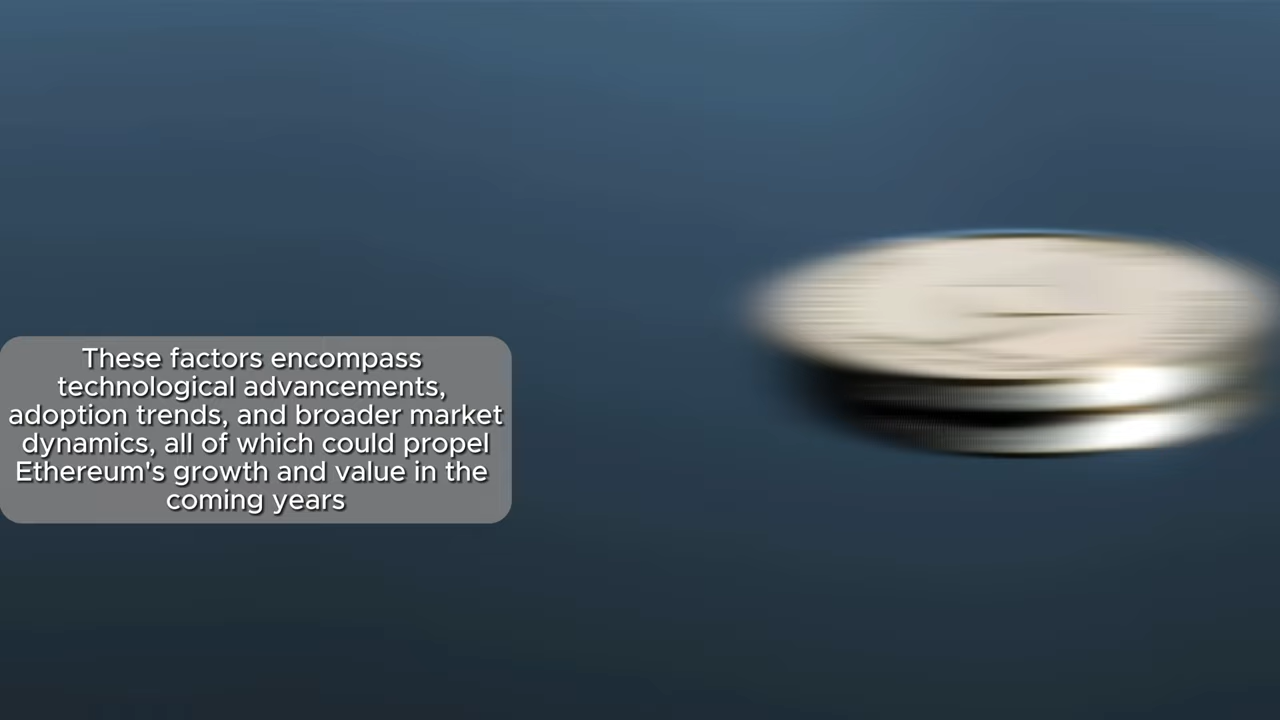 These factors encompass
technological advancements,
adoption trends, and broader market
dynamics, all of which could propel
Ethereum's growth and value in the
coming years